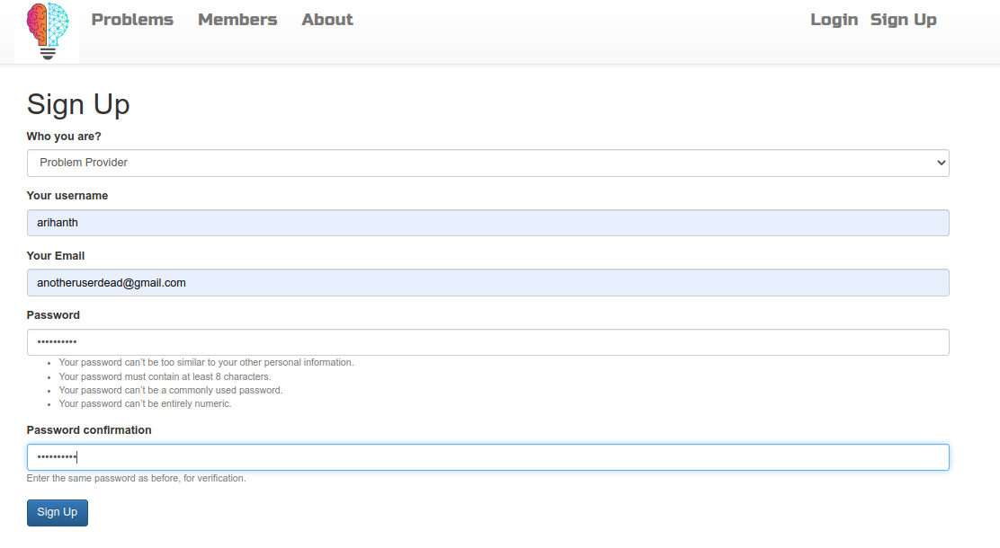 Problems Members About Login Sign Up
Sign Up
Who you are?
Problem Provider
Your username
arihanth
Your Email
anotheruserdead@gmail.com
Password
••••••••••
Your password can't be too similar to your other personal information.
Your password must contain at least 8 characters.
Your password can't be a commonly used password.
Your password can't be entirely numeric.
Password confirmation
••••••••••
Enter the same password as before, for verification.
Sign Up